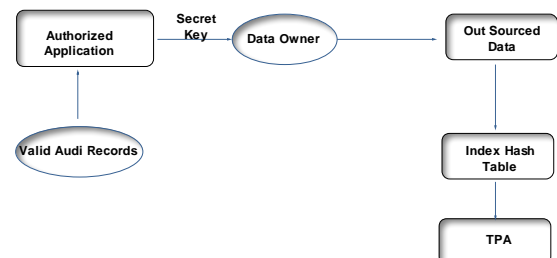 Authorized
Application
Secret
Key
Data Owner
Out Sourced
Data
Valid Audi Records
Index Hash
Table
TPA